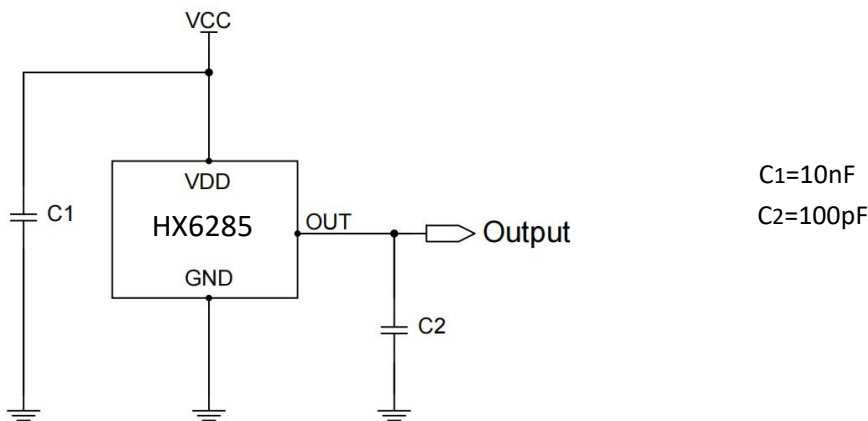 VCC
C1
VDD
HX6285
OUT
GND
Output
C2
C1=10nF
C2=100pF